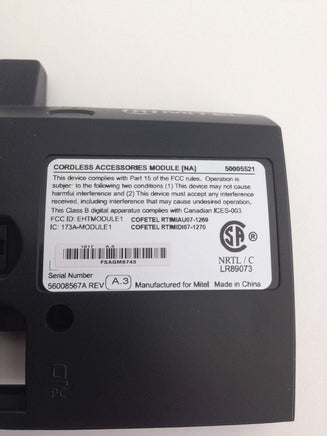 CORDLESS ACCESSORIES MODULE [NA] 50005521
This device complies with Part 15 of the FCC rules. Operation is
subject to the following two conditions (1) This device may not cause
harmful interference and (2) This Device must accept any interference
received, including interference that may cause undesired operation.
This Class B digital apparatus complies with Canadian ICES-003
FCC ID: EHTMODULE1 COFETEL RTIMIAU07-1269
IC: 173A-MODULE1 COFETEL RTIMIDI07-1270
1017 A.3
FSAGM6743
SA
NRTL / C
LR89073
Serial Number
56008567A REV A.3 Manufactured for Mitel Made in China
PC